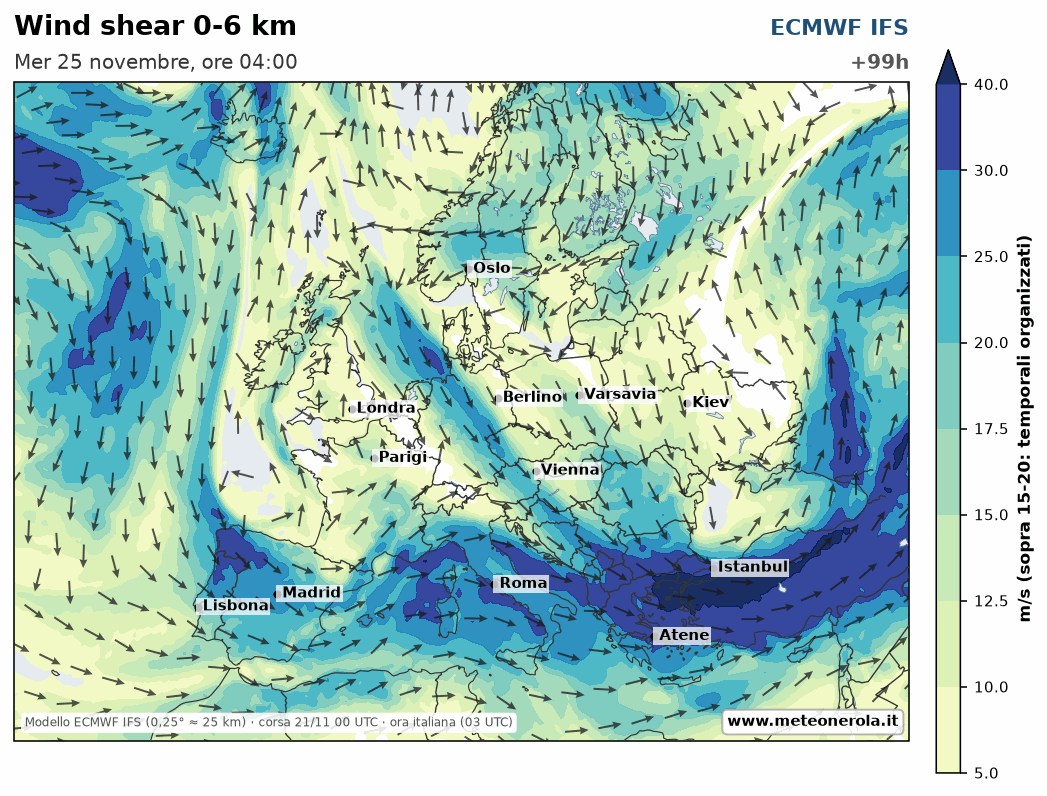 Wind shear 0-6 km
ECMWF IFS
Mer 25 novembre, ore 04:00
+99h
40.0
30.0
25.0
20.0
17.5
15.0
12.5
10.0
5.0
m/s (sopra 15-20: temporali organizzati)
Oslo
Berlino
Varsavia
Kiev
Londra
Parigi
Vienna
Istanbul
Roma
Madrid
Lisbona
Atene
Modello ECMWF IFS (0,25° ≈ 25 km) · corsa 21/11 00 UTC · ora italiana (03 UTC)
www.meteonerola.it